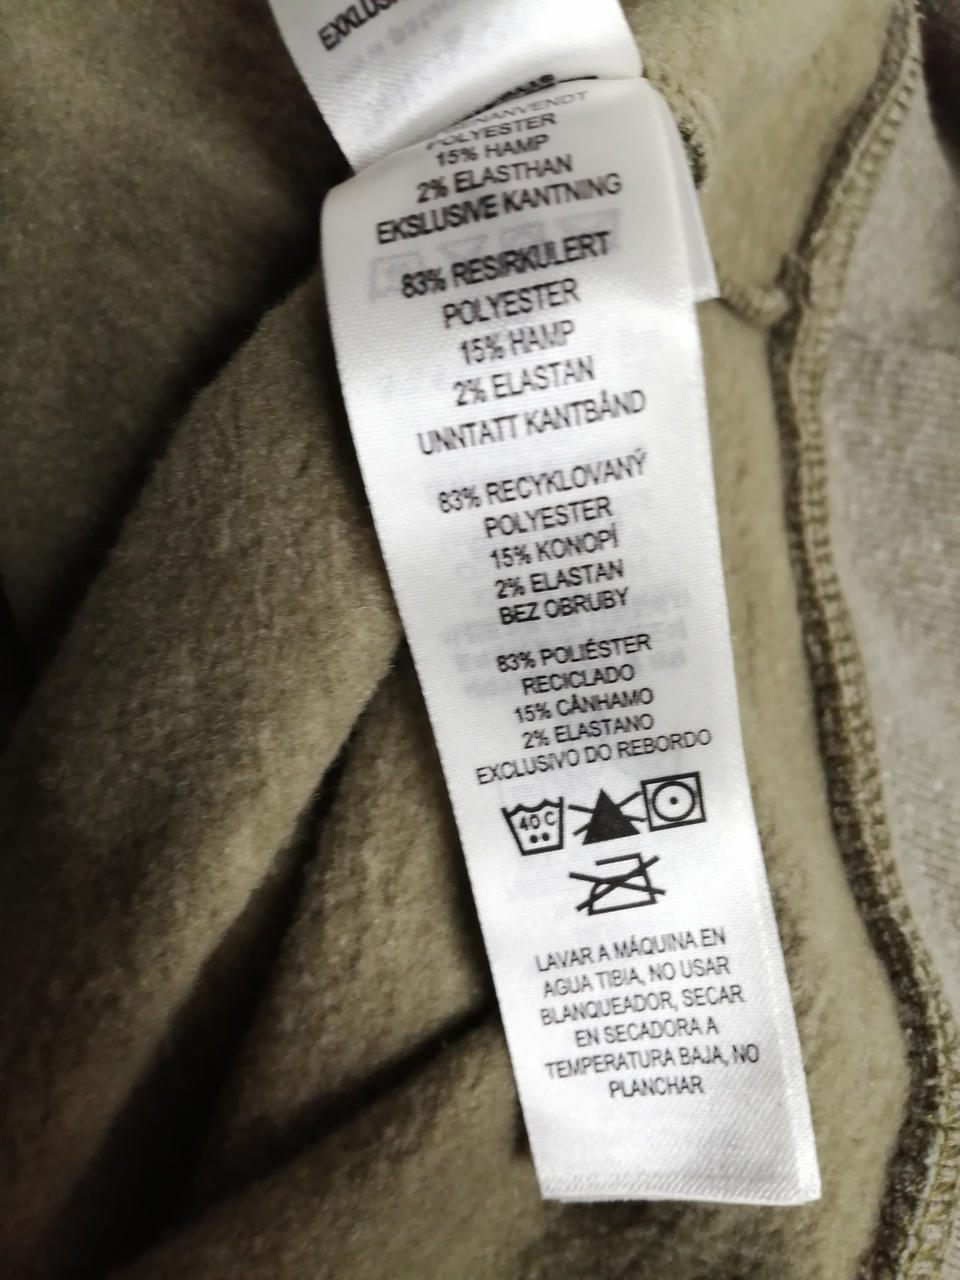 POLYESTER
15% HAMP
2% ELASTHAN
EKSLUSIVE KANTNING
83% RESIRKULERT
POLYESTER
15% HAMP
2% ELASTAN
UNNTATT KANTBÅND
83% RECYKLOVANÝ
POLYESTER
15% KONOPÍ
2% ELASTAN
BEZ OBRUBY
83% POLIÉSTER
RECICLADO
15% CÂNHAMO
2% ELASTANO
EXCLUSIVO DO REBORDO
40 C
LAVAR A MÁQUINA EN
AGUA TIBIA, NO USAR
BLANQUEADOR, SECAR
EN SECADORA A
TEMPERATURA BAJA, NO
PLANCHAR